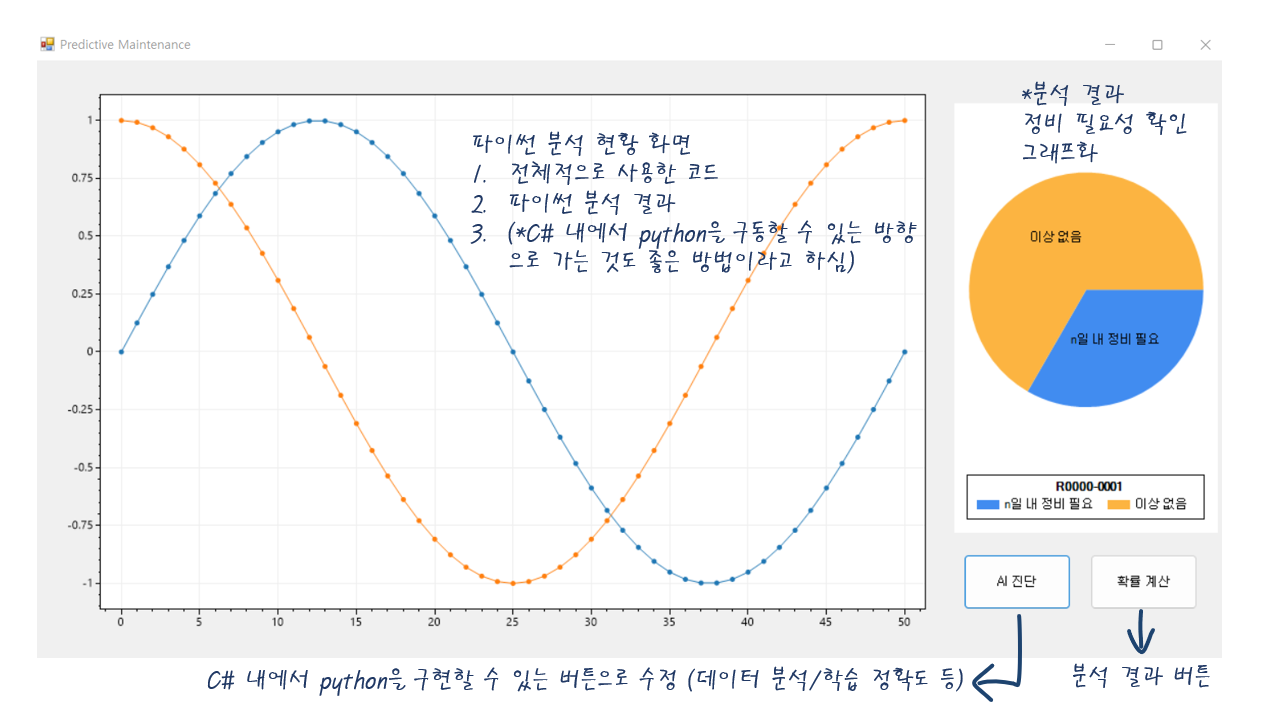 Predictive Maintenance
*분석 결과
정비 필요성 확인
그래프화
파이썬 분석 현황 화면
1. 전체적으로 사용한 코드
2. 파이썬 분석 결과
3. (*C# 내에서 python을 구동할 수 있는 방향
으로 가는 것도 좋은 방법이라고 하심)
1
0.75
0.5
0.25
0
-0.25
-0.5
-0.75
-1
0 5 10 15 20 25 30 35 40 45 50
이상 없음
n일 내 정비 필요
R0000-0001
n일 내 정비 필요 이상 없음
AI 진단 확률 계산
C# 내에서 python을 구현할 수 있는 버튼으로 수정 (데이터 분석/학습 정확도 등)
분석 결과 버튼